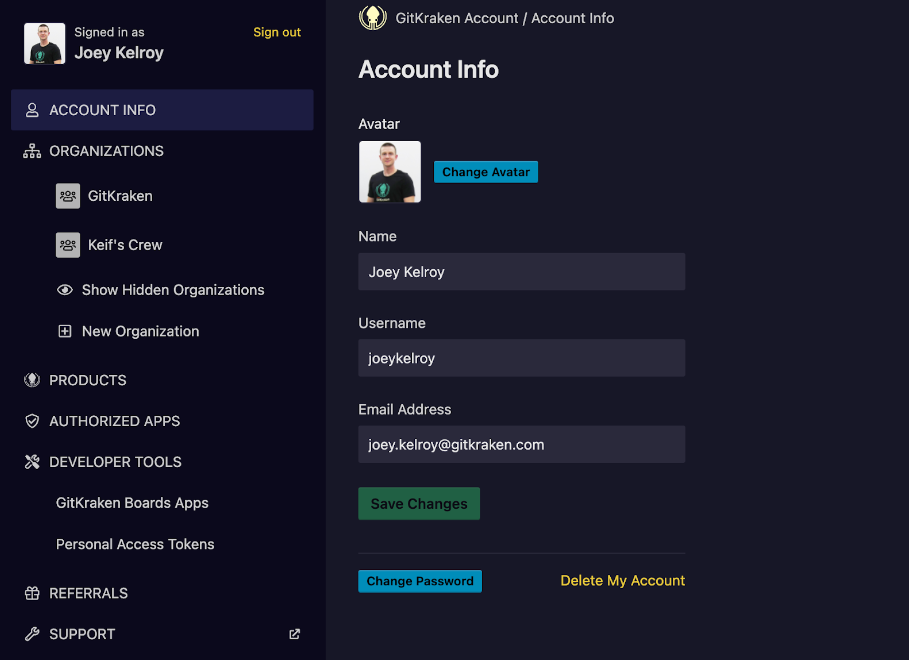 Signed in as
Joey Kelroy
Sign out
ACCOUNT INFO
ORGANIZATIONS
GitKraken
Keif's Crew
Show Hidden Organizations
New Organization
PRODUCTS
AUTHORIZED APPS
DEVELOPER TOOLS
GitKraken Boards Apps
Personal Access Tokens
REFERRALS
SUPPORT
GitKraken Account / Account Info
Account Info
Avatar
Change Avatar
Name
Joey Kelroy
Username
joeykelroy
Email Address
joey.kelroy@gitkraken.com
Save Changes
Change Password
Delete My Account